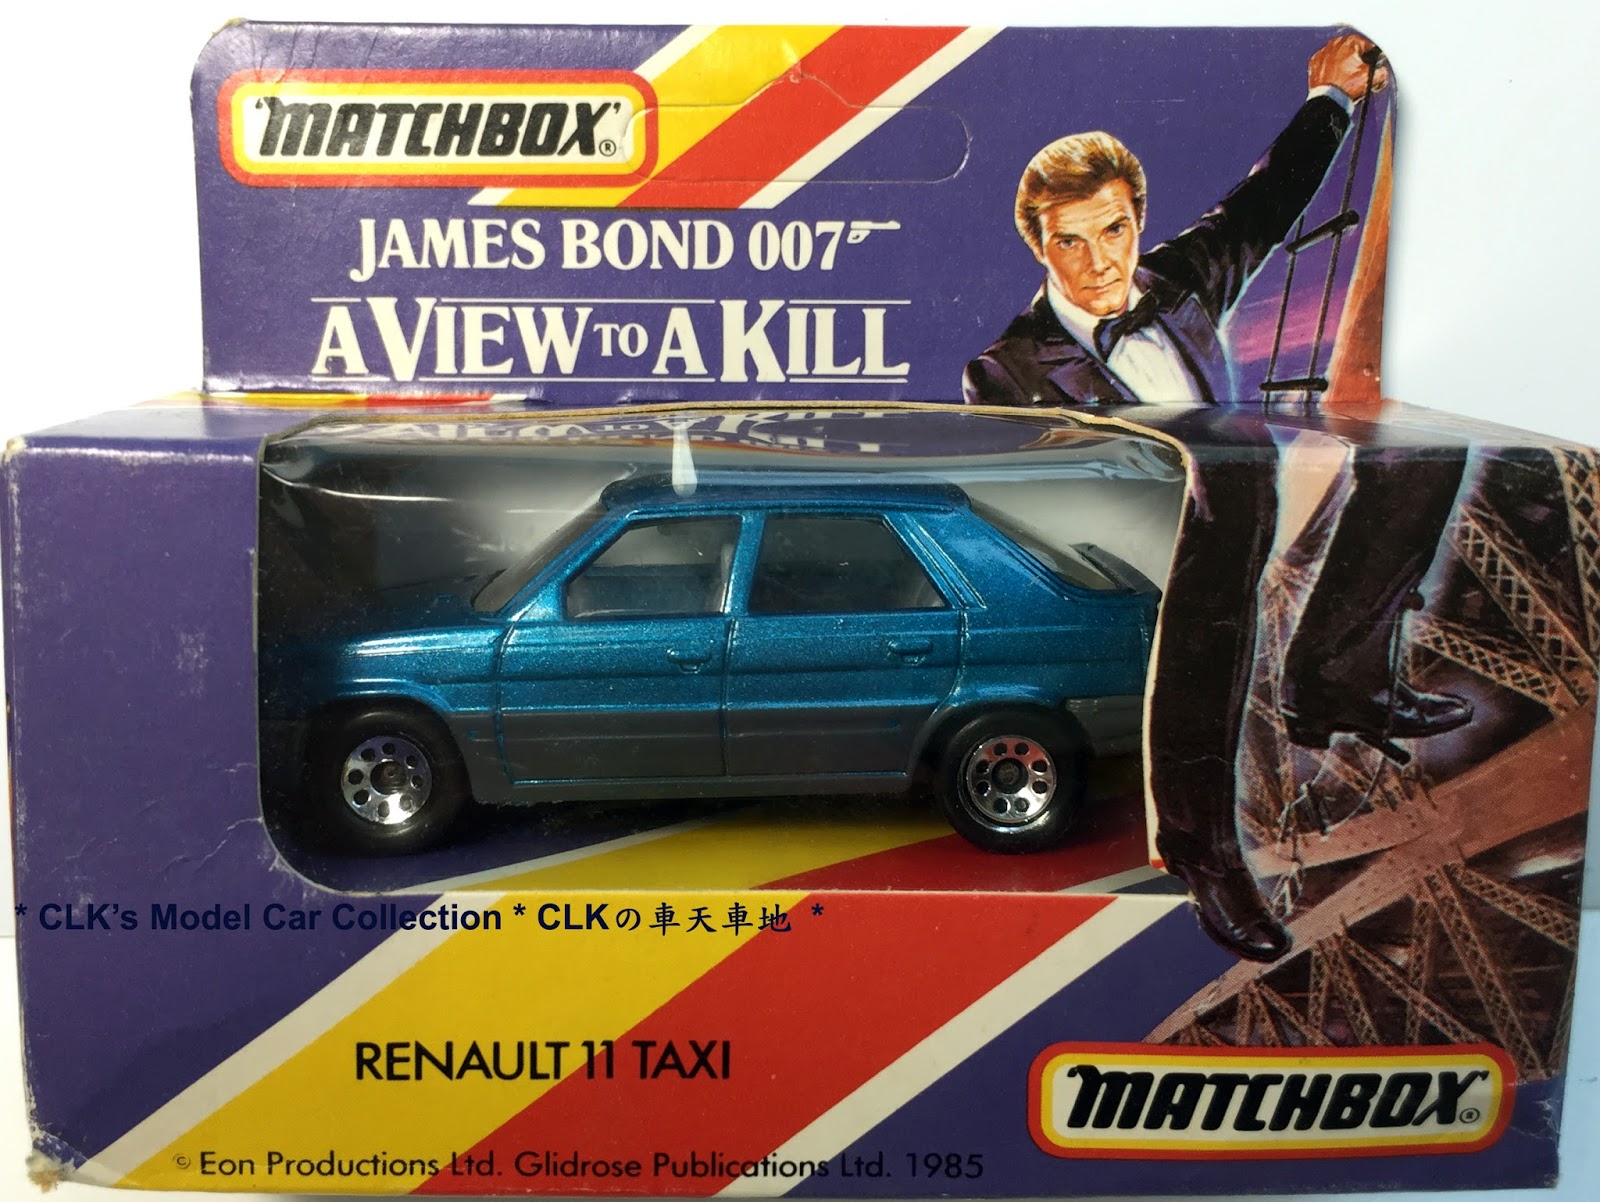 'MATCHBOX'®
JAMES BOND 007
A VIEW TO A KILL
* CLK's Model Car Collection * CLKの車天車地 *
RENAULT 11 TAXI
'MATCHBOX'®
© Eon Productions Ltd. Glidrose Publications Ltd. 1985